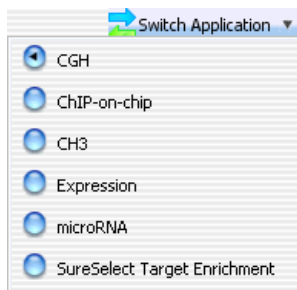 Switch Application
CGH
ChIP-on-chip
CH3
Expression
microRNA
SureSelect Target Enrichment